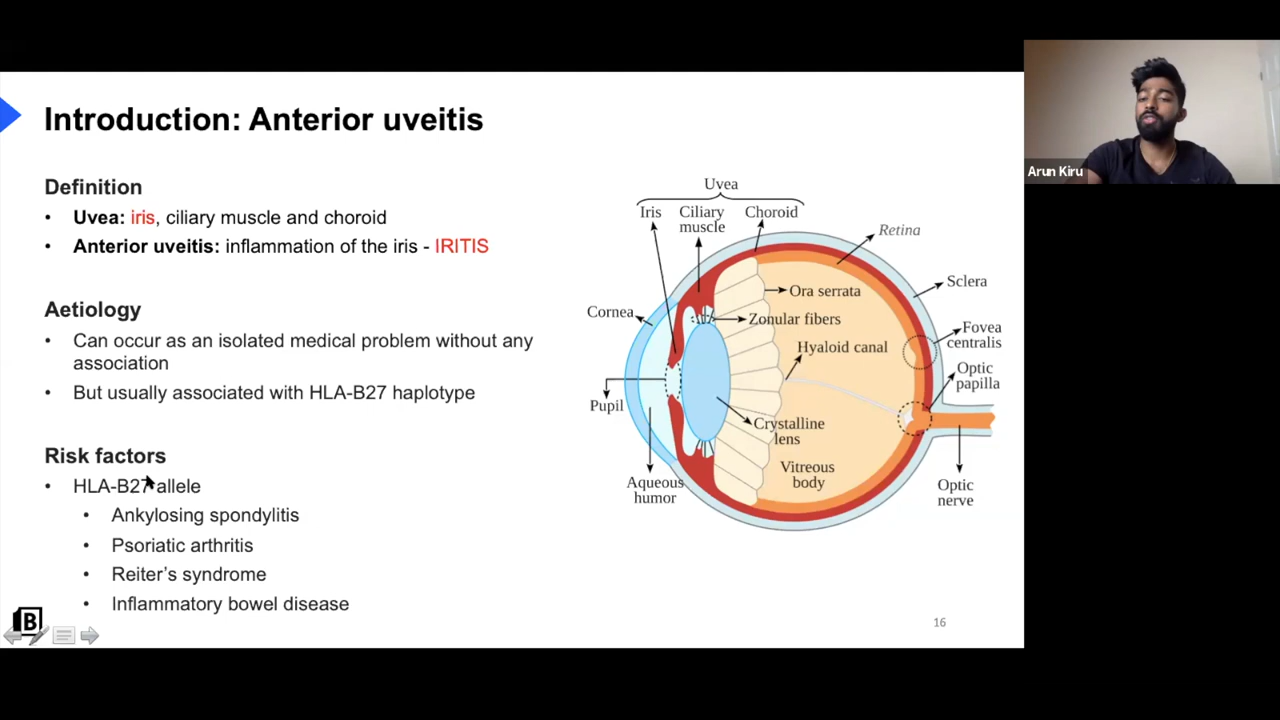 Introduction: Anterior uveitis
Definition
• Uvea: iris, ciliary muscle and choroid
• Anterior uveitis: inflammation of the iris - IRITIS
Aetiology
• Can occur as an isolated medical problem without any
association
• But usually associated with HLA-B27 haplotype
Risk factors
• HLA-B27 allele
• Ankylosing spondylitis
• Psoriatic arthritis
• Reiter's syndrome
• Inflammatory bowel disease
B
Uvea
Iris
Ciliary
muscle
Choroid
Retina
Sclera
Ora serrata
Cornea
Zonular fibers
Fovea
centralis
Hyaloid canal
Optic
papilla
Pupil
Crystalline
lens
Vitreous
body
Aqueous
humor
Optic
nerve
16
Arun Kiru